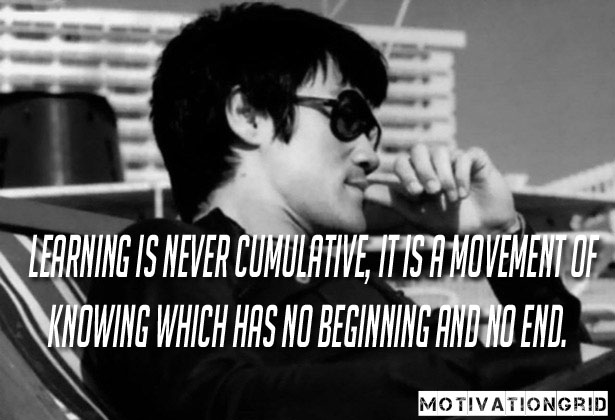 LEARNING IS NEVER CUMULATIVE, IT IS A MOVEMENT OF
KNOWING WHICH HAS NO BEGINNING AND NO END.
MOTIVATIONGRID